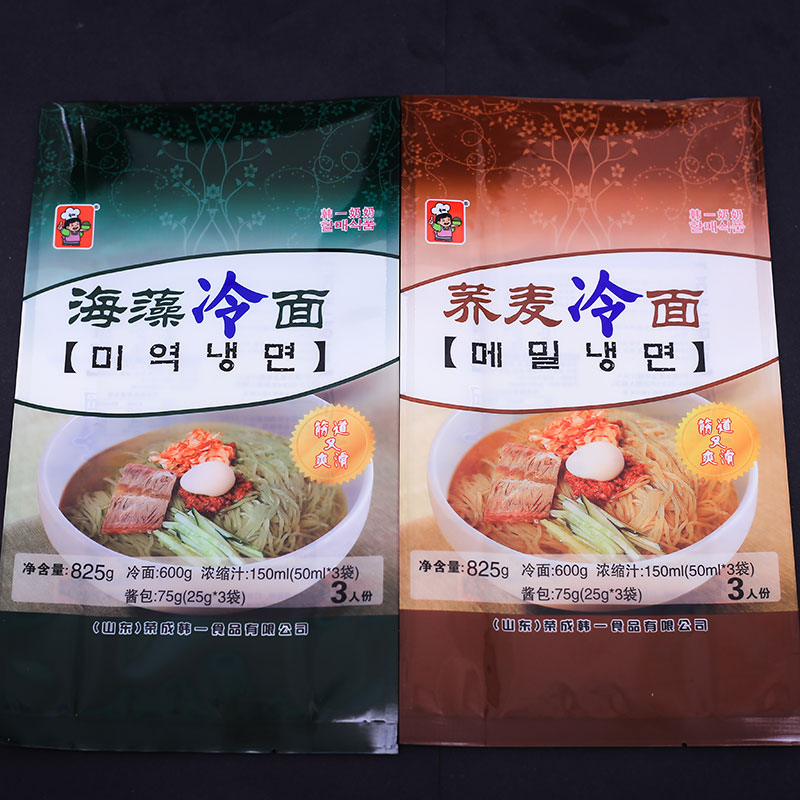 韩一奶奶
할매식품
海藻冷面
【미역냉면】
筋道
又
爽滑
净含量:825g 冷面:600g 浓缩汁:150ml(50ml*3袋)
酱包:75g(25g*3袋) 3人份
(山东)荣成韩一食品有限公司
韩一奶奶
할매식품
荞麦冷面
【메밀냉면】
筋道
又
爽滑
净含量:825g 冷面:600g 浓缩汁:150ml(50ml*3袋)
酱包:75g(25g*3袋) 3人份
(山东)荣成韩一食品有限公司